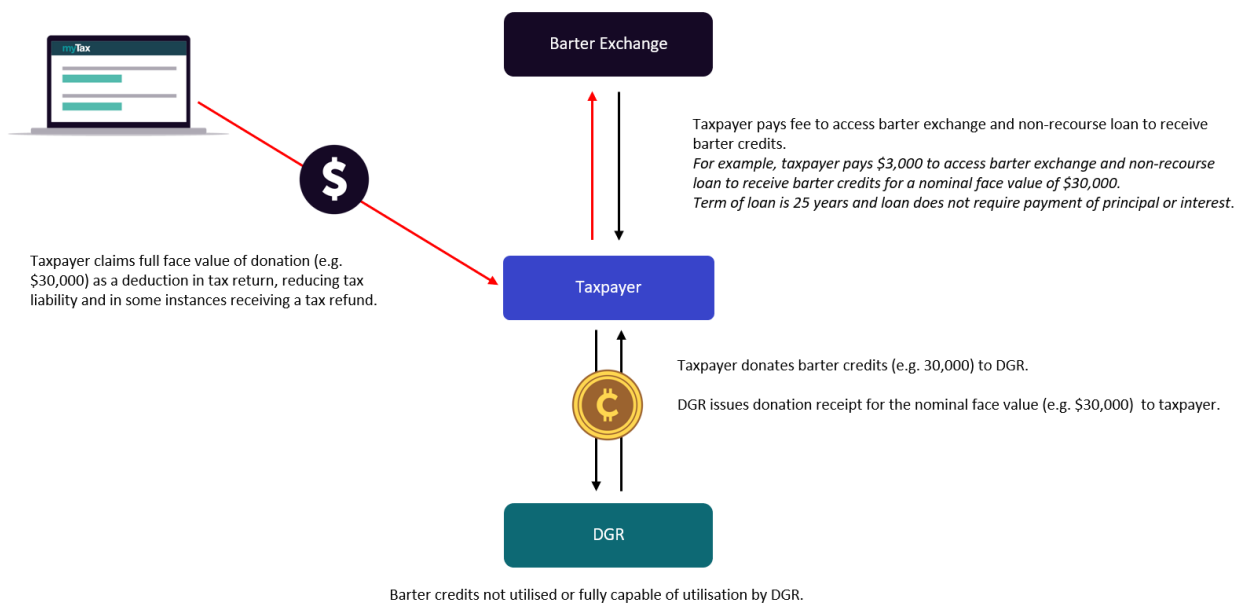 Barter Exchange
myTax
Taxpayer pays fee to access barter exchange and non-recourse loan to receive
barter credits.
For example, taxpayer pays $3,000 to access barter exchange and non-recourse
loan to receive barter credits for a nominal face value of $30,000.
Term of loan is 25 years and loan does not require payment of principal or interest.
$
Taxpayer claims full face value of donation (e.g.
$30,000) as a deduction in tax return, reducing tax
liability and in some instances receiving a tax refund.
Taxpayer
Taxpayer donates barter credits (e.g. 30,000) to DGR.
DGR issues donation receipt for the nominal face value (e.g. $30,000)  to taxpayer.
C
DGR
Barter credits not utilised or fully capable of utilisation by DGR.